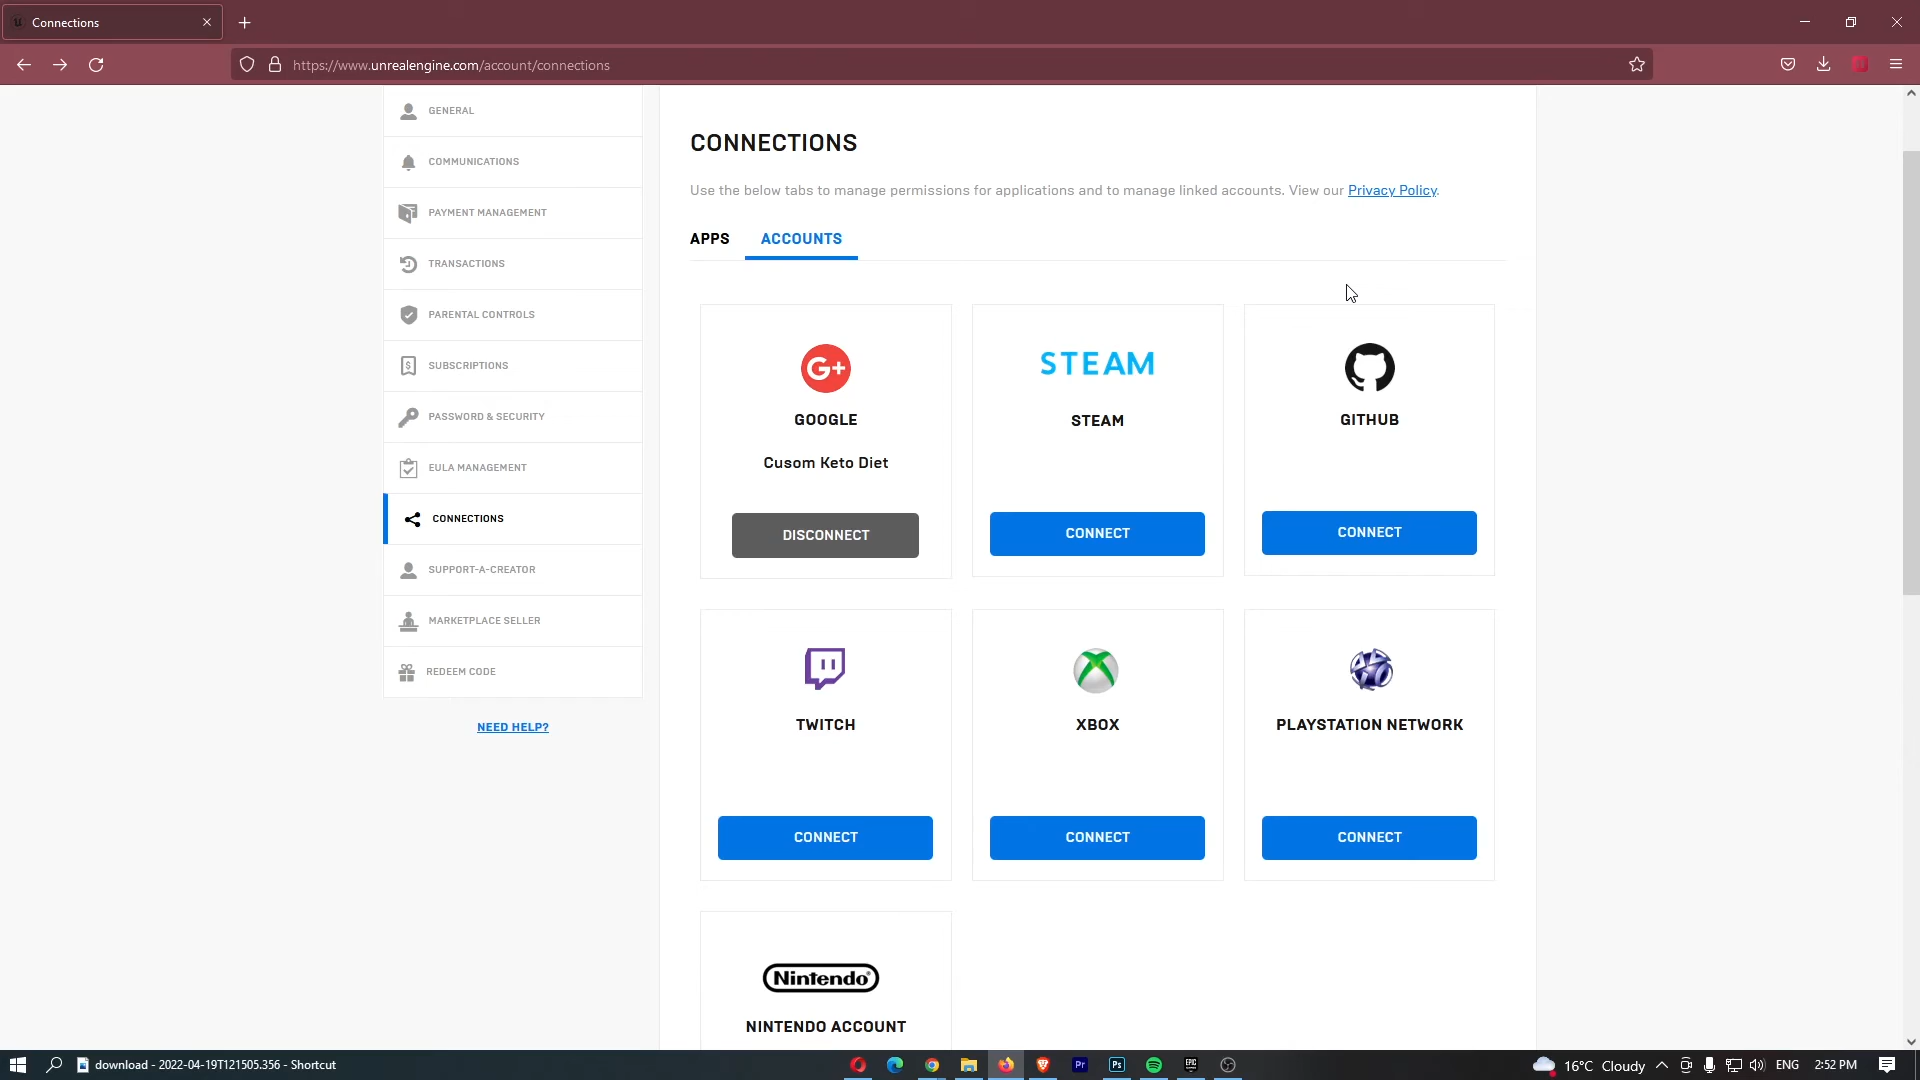 Connections
https://www.unrealengine.com/account/connections
GENERAL
COMMUNICATIONS
PAYMENT MANAGEMENT
TRANSACTIONS
PARENTAL CONTROLS
SUBSCRIPTIONS
PASSWORD & SECURITY
EULA MANAGEMENT
CONNECTIONS
SUPPORT-A-CREATOR
MARKETPLACE SELLER
REDEEM CODE
NEED HELP?
CONNECTIONS
Use the below tabs to manage permissions for applications and to manage linked accounts. View our Privacy Policy.
APPS ACCOUNTS
G+
GOOGLE
Cusom Keto Diet
DISCONNECT
STEAM
STEAM
CONNECT
GITHUB
CONNECT
TWITCH
CONNECT
XBOX
CONNECT
PLAYSTATION NETWORK
CONNECT
Nintendo
NINTENDO ACCOUNT
download - 2022-04-19T121505.356 - Shortcut
Pr
Ps
EPIC
16°C Cloudy
ENG
2:52 PM